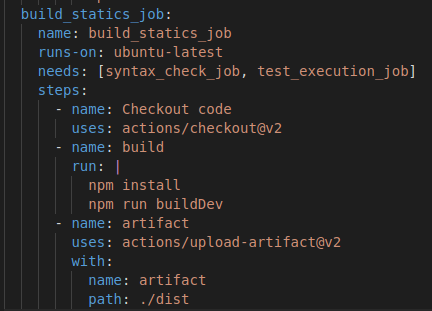 build_statics_job:
name: build_statics_job
runs-on: ubuntu-latest
needs: [syntax_check_job, test_execution_job]
steps:
- name: Checkout code
uses: actions/checkout@v2
- name: build
run: |
npm install
npm run buildDev
- name: artifact
uses: actions/upload-artifact@v2
with:
name: artifact
path: ./dist